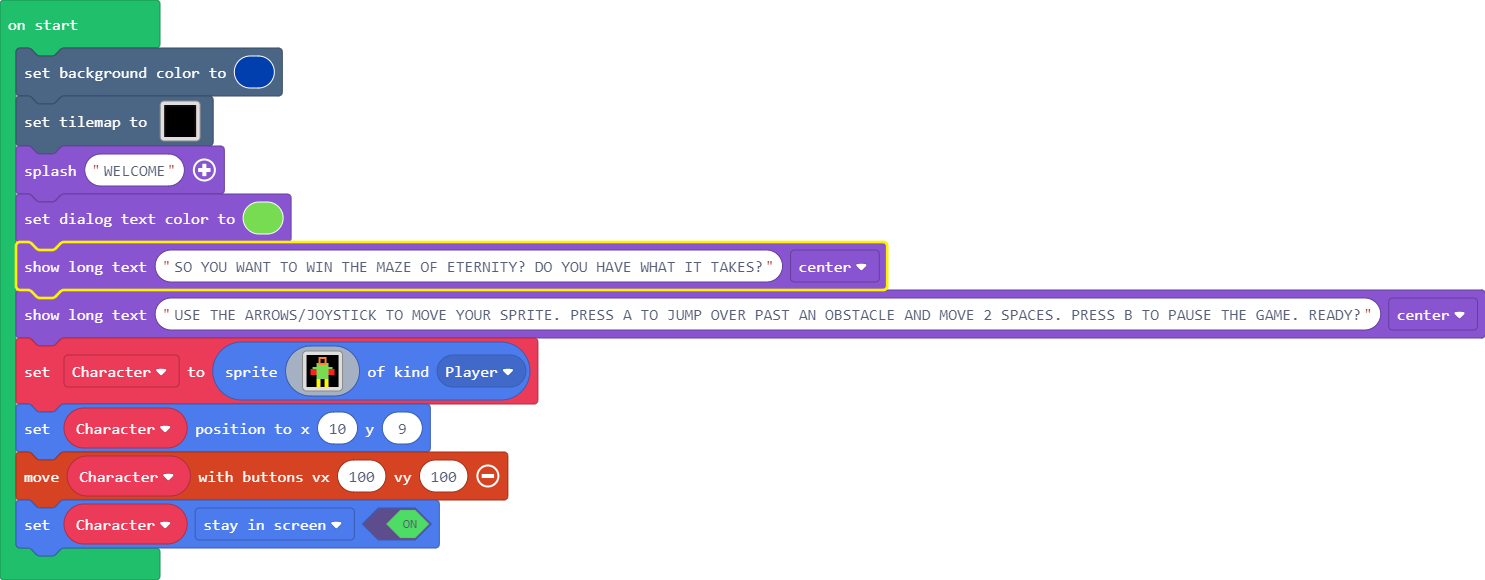 on start
set background color to
set tilemap to
splash "WELCOME"
set dialog text color to
show long text "SO YOU WANT TO WIN THE MAZE OF ETERNITY? DO YOU HAVE WHAT IT TAKES?" center
show long text "USE THE ARROWS/JOYSTICK TO MOVE YOUR SPRITE. PRESS A TO JUMP OVER PAST AN OBSTACLE AND MOVE 2 SPACES. PRESS B TO PAUSE THE GAME. READY?" center
set Character to sprite of kind Player
set Character position to x 10 y 9
move Character with buttons vx 100 vy 100
set Character stay in screen ON